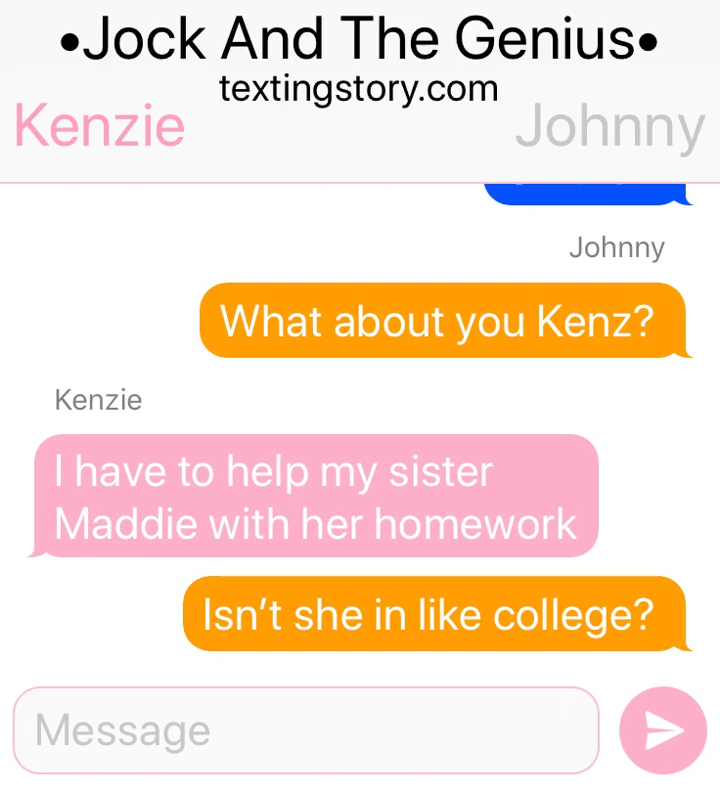 •Jock And The Genius•
textingstory.com
Kenzie
Johnny
Johnny
What about you Kenz?
Kenzie
I have to help my sister
Maddie with her homework
Isn't she in like college?
Message